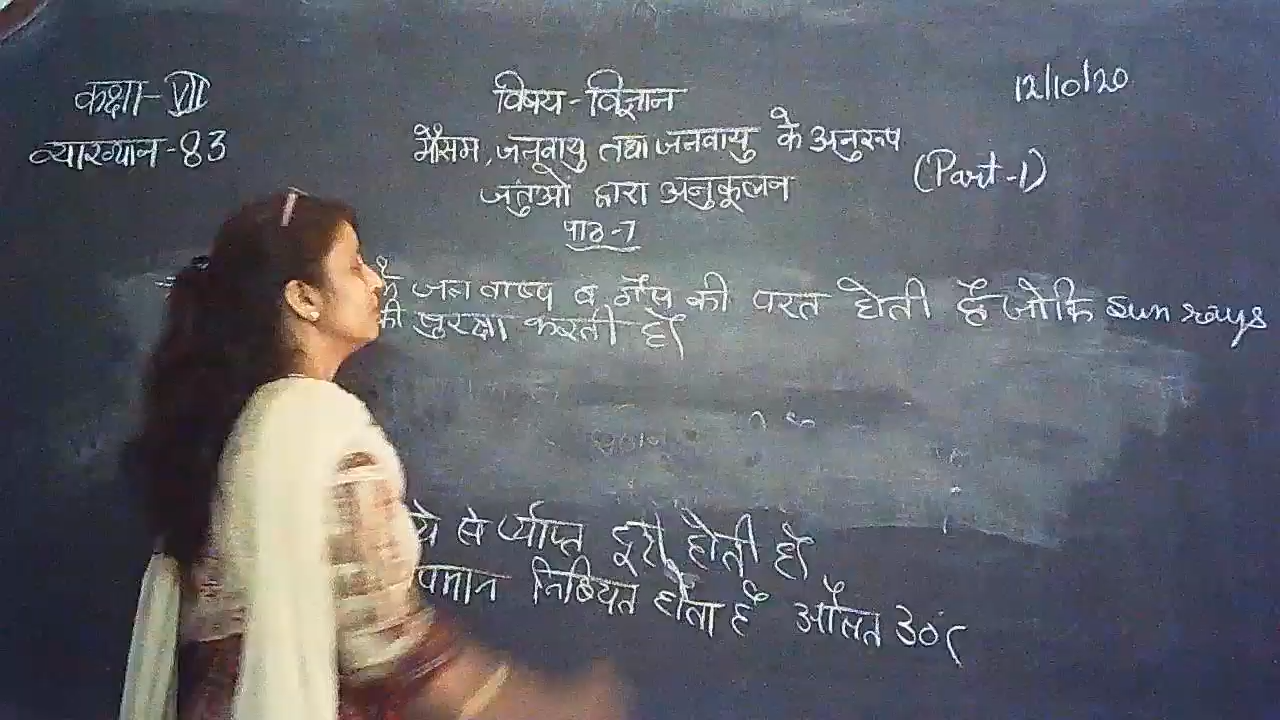 कक्षा-VII
व्याख्यान-83
विषय-विज्ञान
12/10/20
मौसम, जलवायु तथा जलवायु के अनुरूप
जंतुओं द्वारा अनुकूलन
(Part-1)
पाठ-7
जल वाष्प व गैस की परत होती है जोकि sun rays
की सुरक्षा करती है।
से पर्याप्त दूरी होती है।
निश्चित होता है औसत 30℃